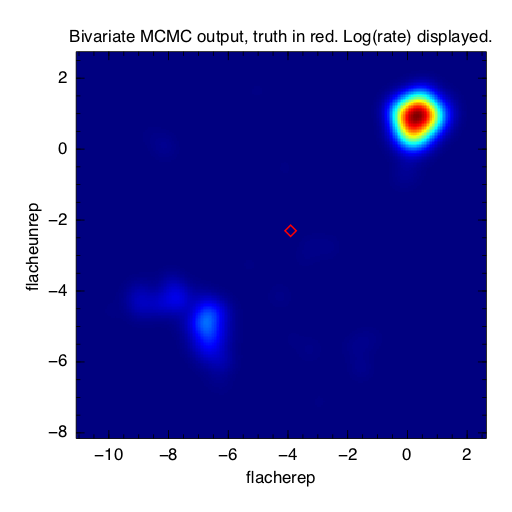 Bivariate MCMC output, truth in red. Log(rate) displayed.
2
0
−2
−4
−6
−8
flacheunrep
−10 −8 −6 −4 −2 0 2
flacherep